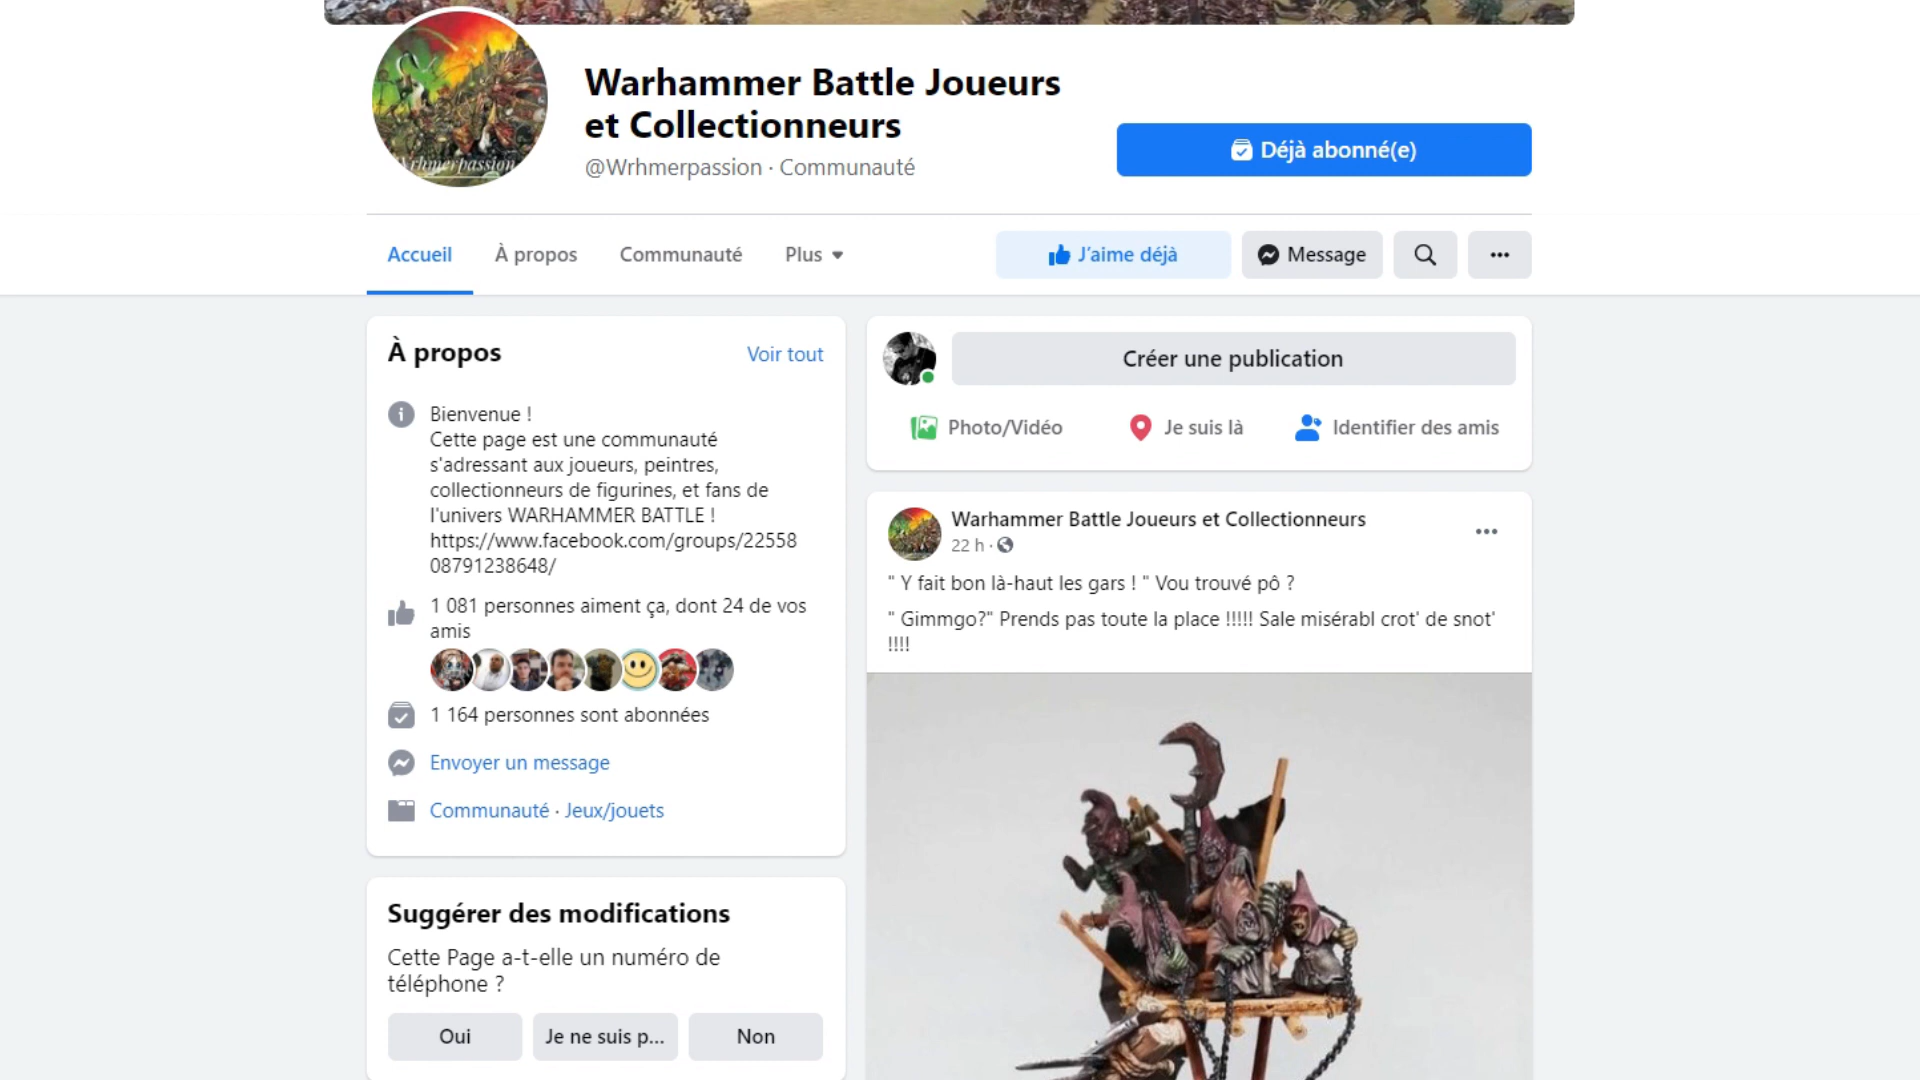 Wrhmerpassion
Warhammer Battle Joueurs
et Collectionneurs
@Wrhmerpassion · Communauté
Déjà abonné(e)
Accueil
À propos
Communauté
Plus
J'aime déjà
Message
À propos
Voir tout
Bienvenue !
Cette page est une communauté
s'adressant aux joueurs, peintres,
collectionneurs de figurines, et fans de
l'univers WARHAMMER BATTLE !
https://www.facebook.com/groups/22558
08791238648/
1 081 personnes aiment ça, dont 24 de vos
amis
1 164 personnes sont abonnées
Envoyer un message
Communauté · Jeux/jouets
Suggérer des modifications
Cette Page a-t-elle un numéro de
téléphone ?
Oui
Je ne suis p...
Non
Créer une publication
Photo/Vidéo
Je suis là
Identifier des amis
Warhammer Battle Joueurs et Collectionneurs
22 h ·
" Y fait bon là-haut les gars ! " Vou trouvé pô ?
" Gimmgo?" Prends pas toute la place !!!!! Sale misérabl crot' de snot'
!!!!